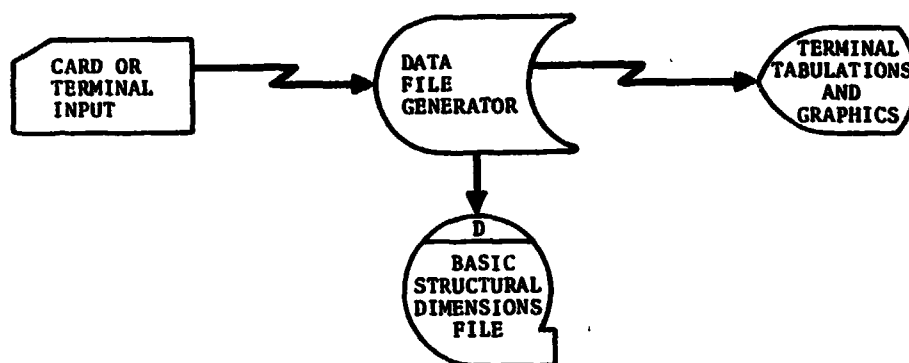 CARD OR
TERMINAL
INPUT
DATA
FILE
GENERATOR
TERMINAL
TABULATIONS
AND
GRAPHICS
D
BASIC
STRUCTURAL
DIMENSIONS
FILE